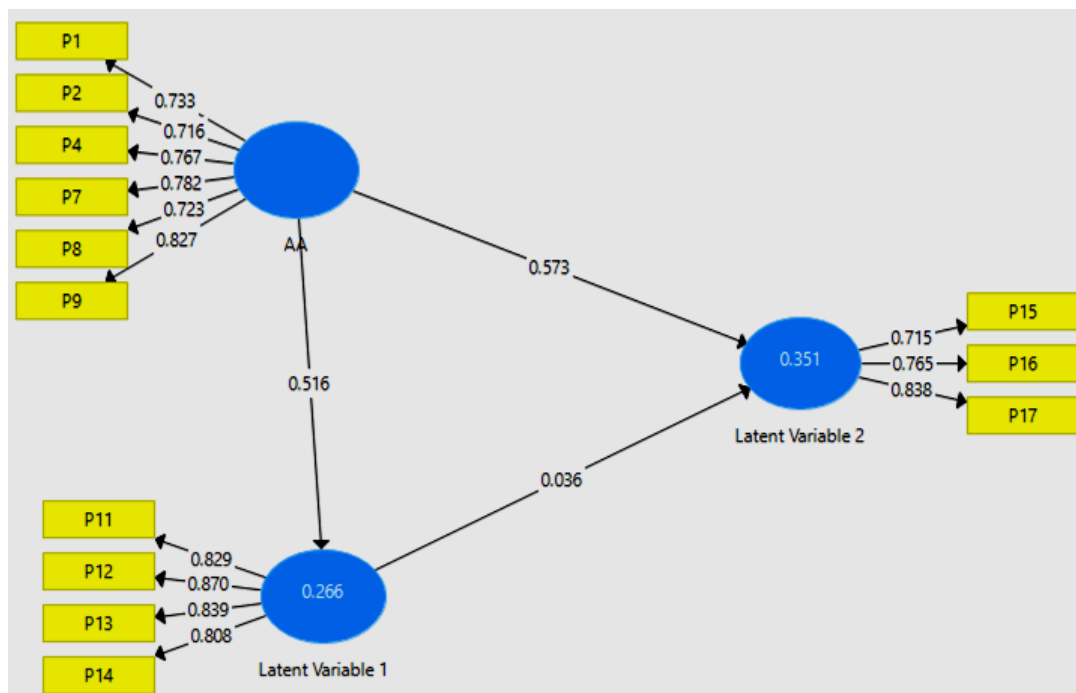 P1
P2
P4
P7
P8
P9
0.733
0.716
0.767
0.782
0.723
0.827
AA
0.573
0.516
0.351
Latent Variable 2
0.715
0.765
0.838
P15
P16
P17
0.036
P11
P12
P13
P14
0.829
0.870
0.839
0.808
0.266
Latent Variable 1